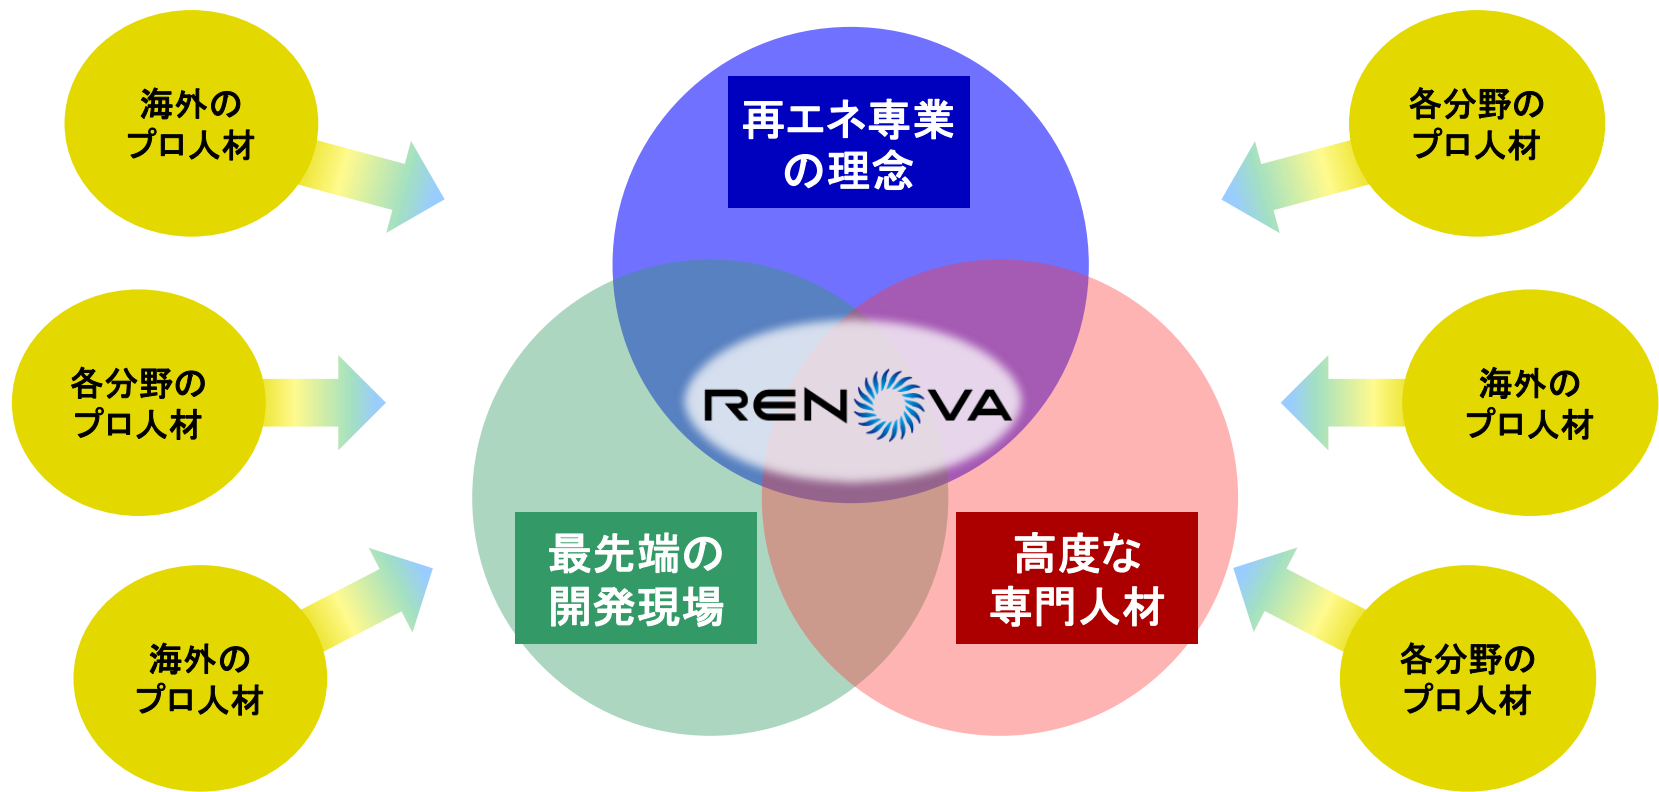 海外の
プロ人材
各分野の
プロ人材
海外の
プロ人材
再エネ専業
の理念
RENOVA
最先端の
開発現場
高度な
専門人材
各分野の
プロ人材
海外の
プロ人材
各分野の
プロ人材